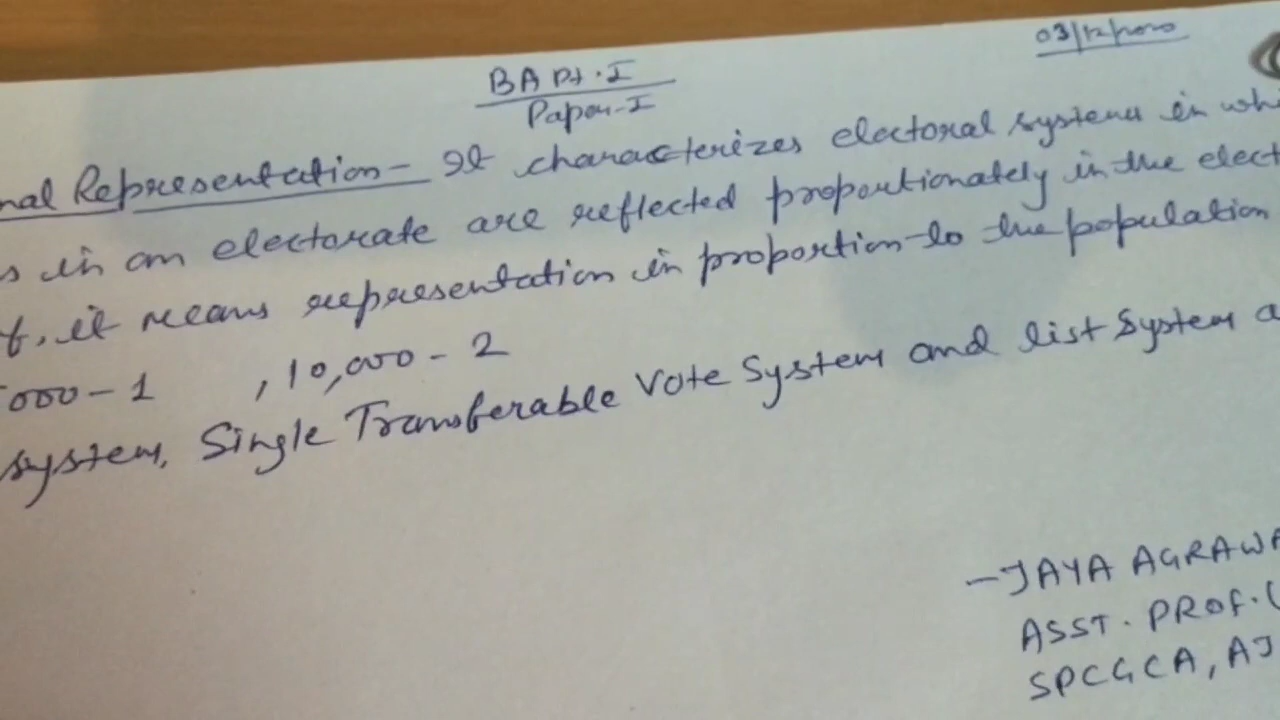 03/12/2020
BA Pt. I
Paper-I
nal Representation - It characterizes electoral systems in whi
s in an electorate are reflected proportionately in the elect
f, it means representation in proportion to the population
000-1 , 10,000-2
system, Single Transferable Vote System and list System a
- JAYA AGRAWA
ASST. PROF. (
SPCGCA, AJ